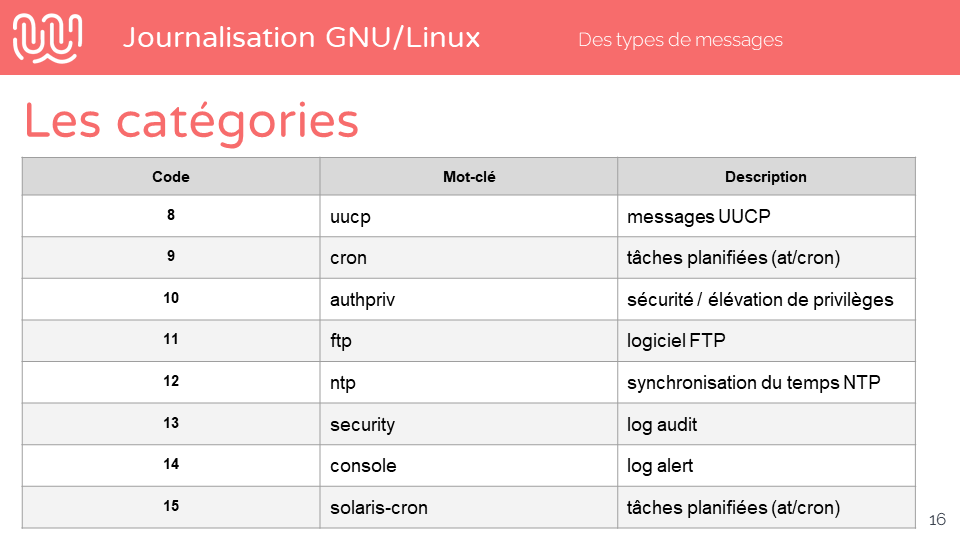 Journalisation GNU/Linux
Des types de messages
Les catégories
Code Mot-clé Description
8 uucp messages UUCP
9 cron tâches planifiées (at/cron)
10 authpriv sécurité / élévation de privilèges
11 ftp logiciel FTP
12 ntp synchronisation du temps NTP
13 security log audit
14 console log alert
15 solaris-cron tâches planifiées (at/cron)
16